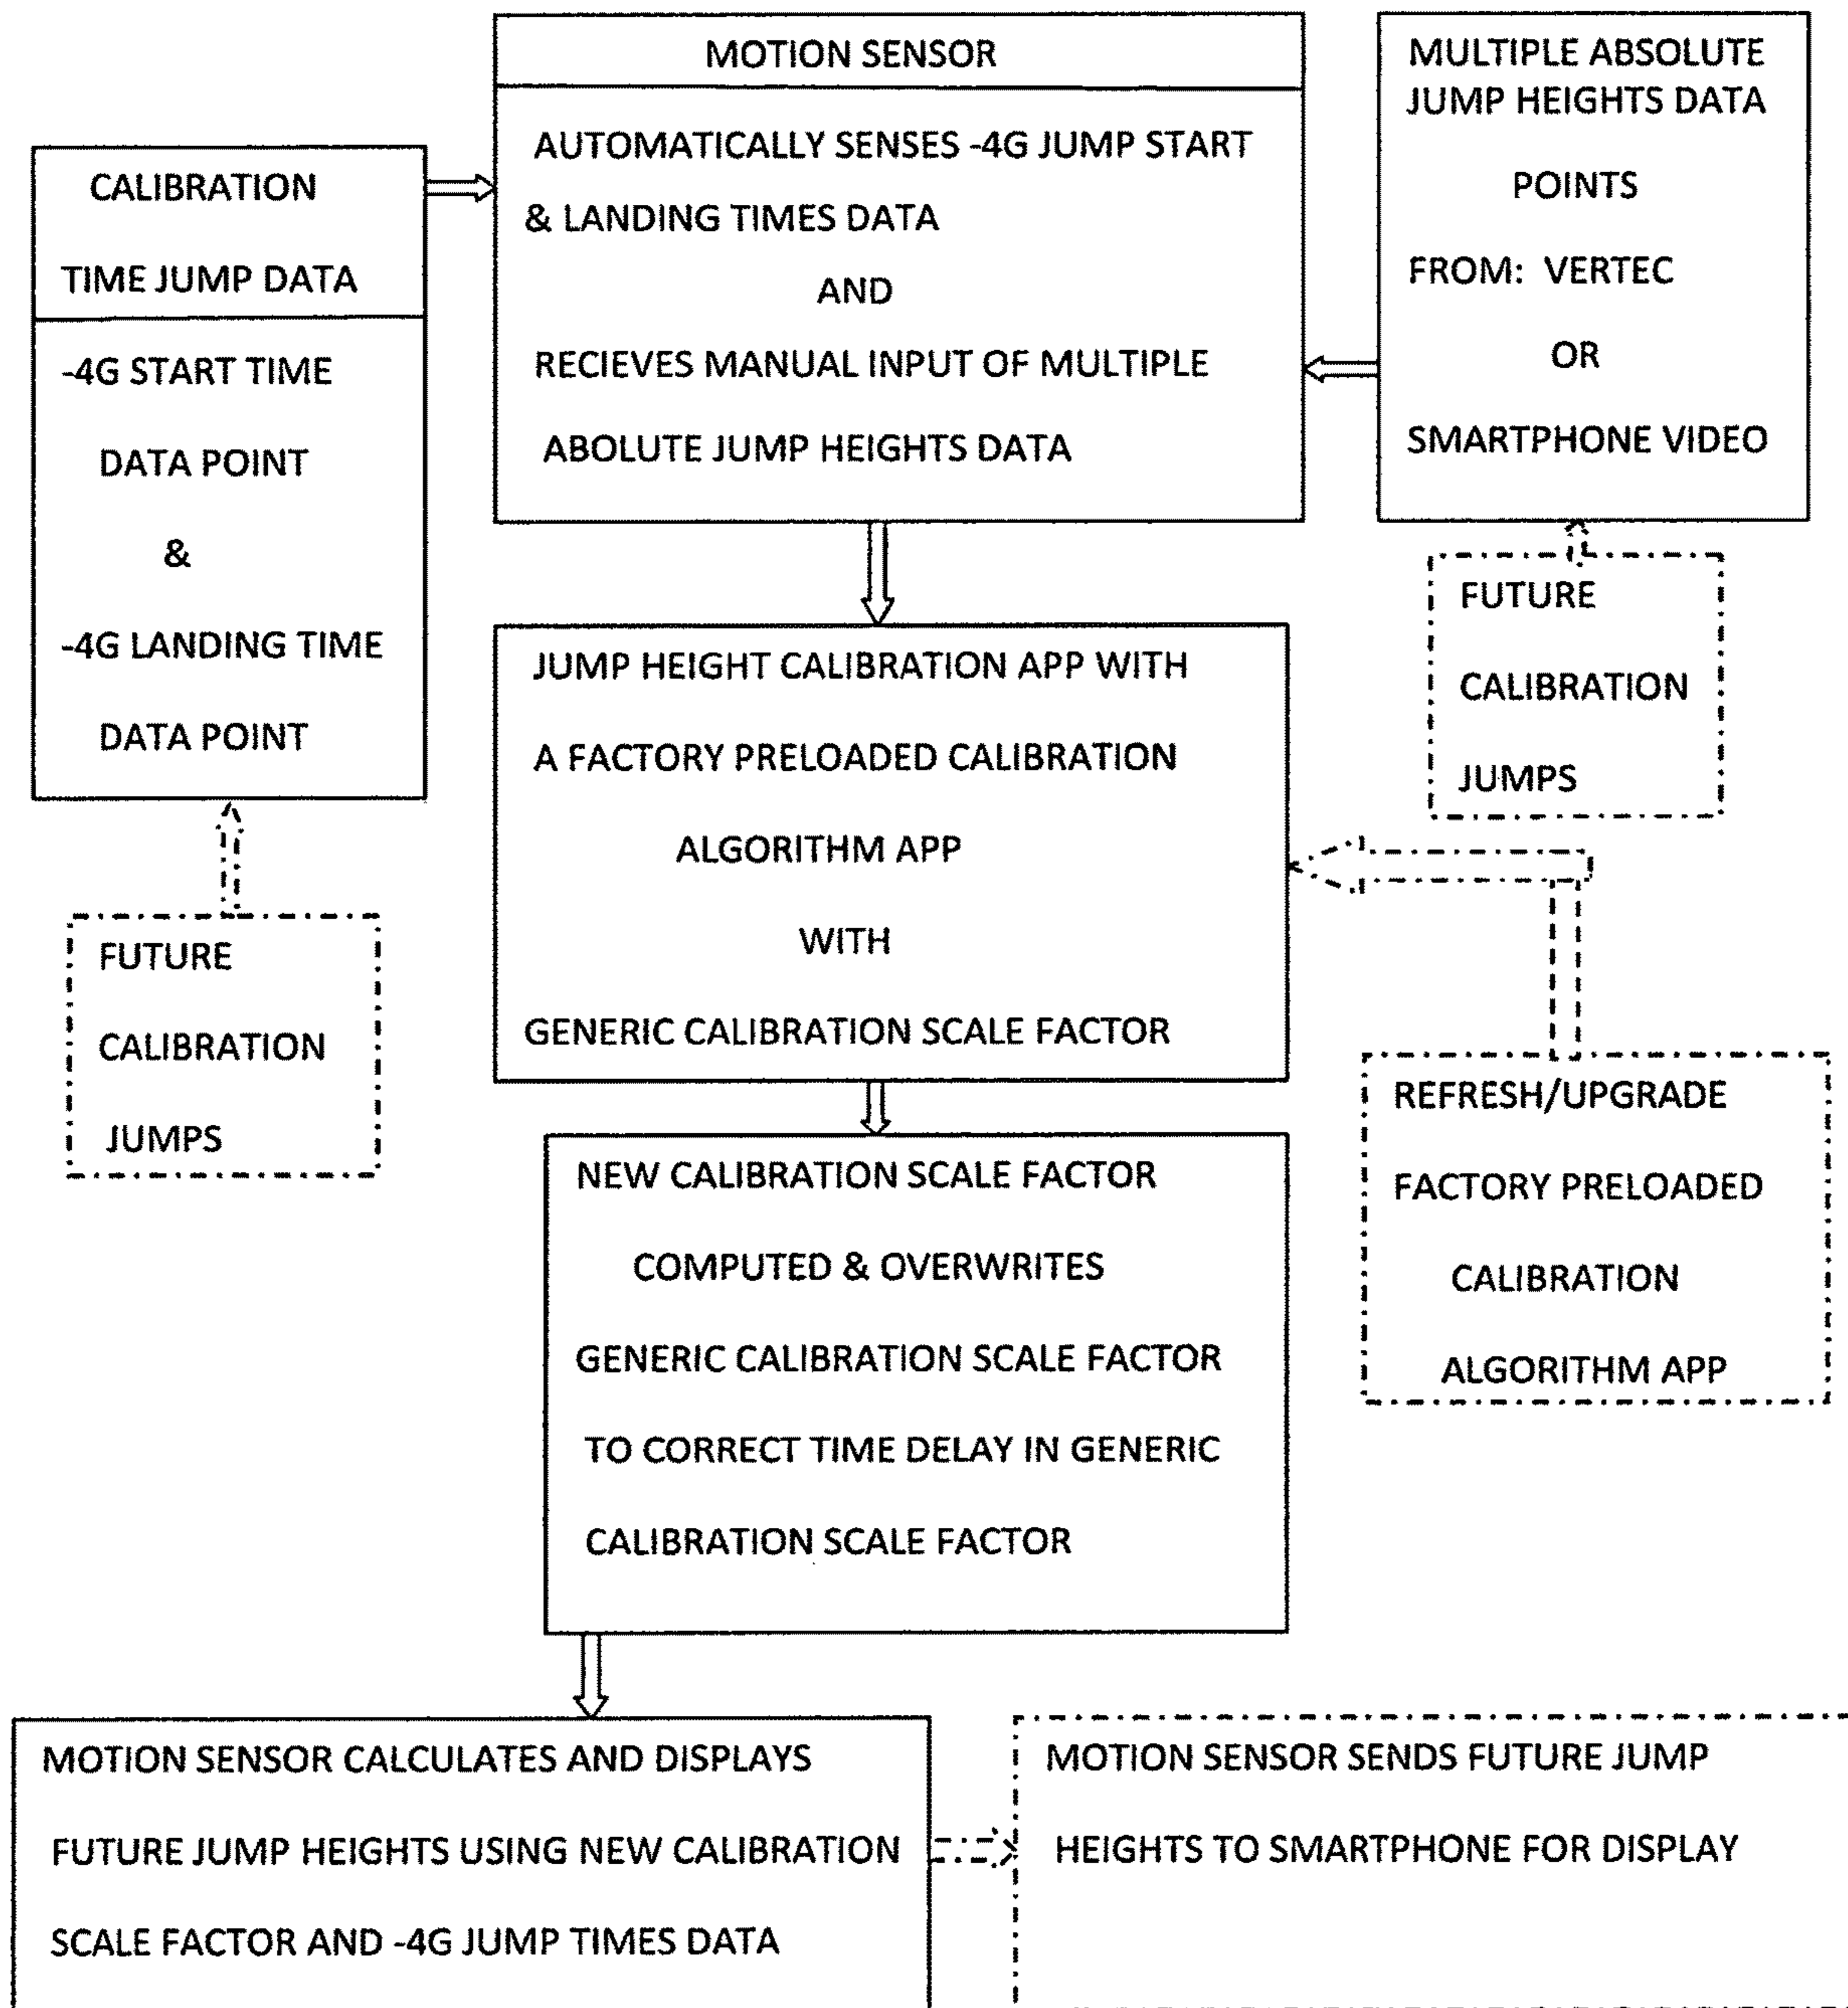 MOTION SENSOR
AUTOMATICALLY SENSES -4G JUMP START
& LANDING TIMES DATA
AND
RECIEVES MANUAL INPUT OF MULTIPLE
ABOLUTE JUMP HEIGHTS DATA
MULTIPLE ABSOLUTE
JUMP HEIGHTS DATA
POINTS
FROM: VERTEC
OR
SMARTPHONE VIDEO
CALIBRATION
TIME JUMP DATA
-4G START TIME
DATA POINT
&
-4G LANDING TIME
DATA POINT
FUTURE
CALIBRATION
JUMPS
FUTURE
CALIBRATION
JUMPS
JUMP HEIGHT CALIBRATION APP WITH
A FACTORY PRELOADED CALIBRATION
ALGORITHM APP
WITH
GENERIC CALIBRATION SCALE FACTOR
REFRESH/UPGRADE
FACTORY PRELOADED
CALIBRATION
ALGORITHM APP
NEW CALIBRATION SCALE FACTOR
COMPUTED & OVERWRITES
GENERIC CALIBRATION SCALE FACTOR
TO CORRECT TIME DELAY IN GENERIC
CALIBRATION SCALE FACTOR
MOTION SENSOR CALCULATES AND DISPLAYS
FUTURE JUMP HEIGHTS USING NEW CALIBRATION
SCALE FACTOR AND -4G JUMP TIMES DATA
MOTION SENSOR SENDS FUTURE JUMP
HEIGHTS TO SMARTPHONE FOR DISPLAY